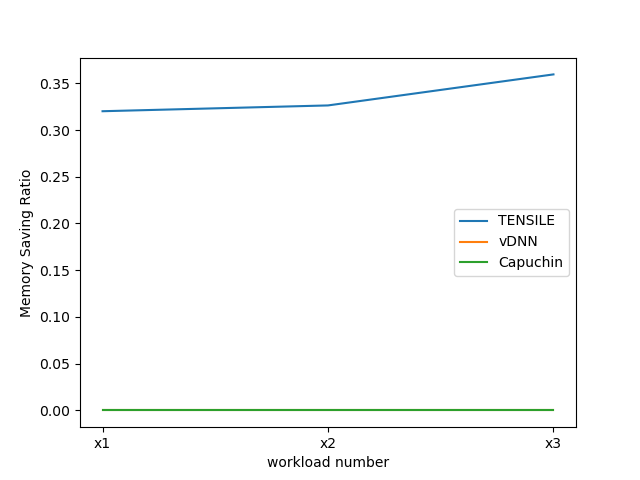 0.35
0.30
0.25
0.20
0.15
0.10
0.05
0.00
Memory Saving Ratio
TENSILE
vDNN
Capuchin
x1 x2 x3
workload number